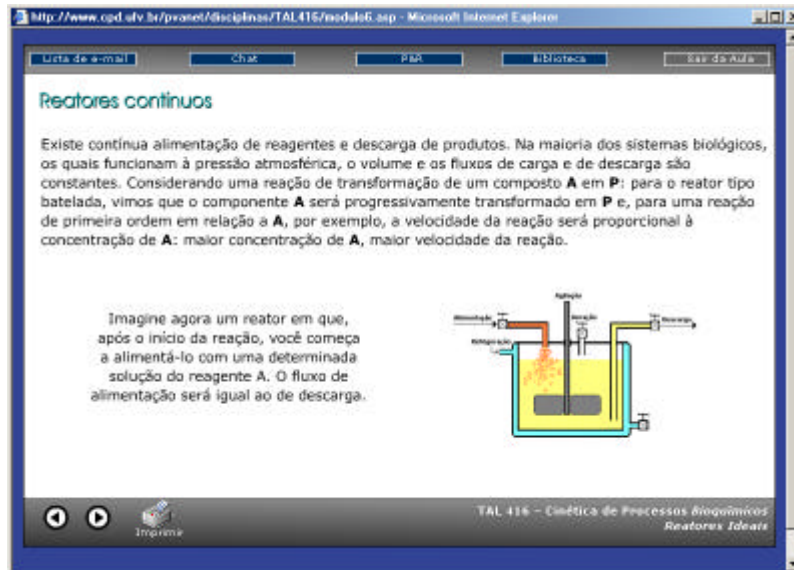 http://www.cpd.ufv.br/pvanet/disciplinas/TAL416/modulo6.asp - Microsoft Internet Explorer
Lista de e-mail Chat P&R Biblioteca Sair da Aula
Reatores contínuos
Existe contínua alimentação de reagentes e descarga de produtos. Na maioria dos sistemas biológicos,
os quais funcionam à pressão atmosférica, o volume e os fluxos de carga e de descarga são
constantes. Considerando uma reação de transformação de um composto A em P: para o reator tipo
batelada, vimos que o componente A será progressivamente transformado em P e, para uma reação
de primeira ordem em relação a A, por exemplo, a velocidade da reação será proporcional à
concentração de A: maior concentração de A, maior velocidade da reação.
Imagine agora um reator em que,
após o início da reação, você começa
a alimentá-lo com uma determinada
solução do reagente A. O fluxo de
alimentação será igual ao de descarga.
Agitação
Alimentação
Aeração
Descarga
Refrigeração
Imprimir
TAL 416 - Cinética de Processos Bioquímicos
Reatores Ideais